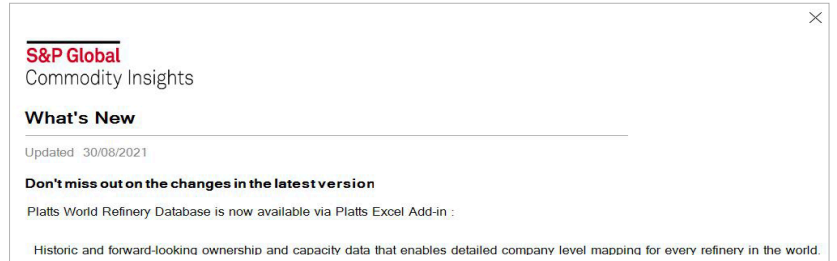 S&P Global
Commodity Insights
What's New
Updated 30/08/2021
Don't miss out on the changes in the latest version
Platts World Refinery Database is now available via Platts Excel Add-in :
Historic and forward-looking ownership and capacity data that enables detailed company level mapping for every refinery in the world.